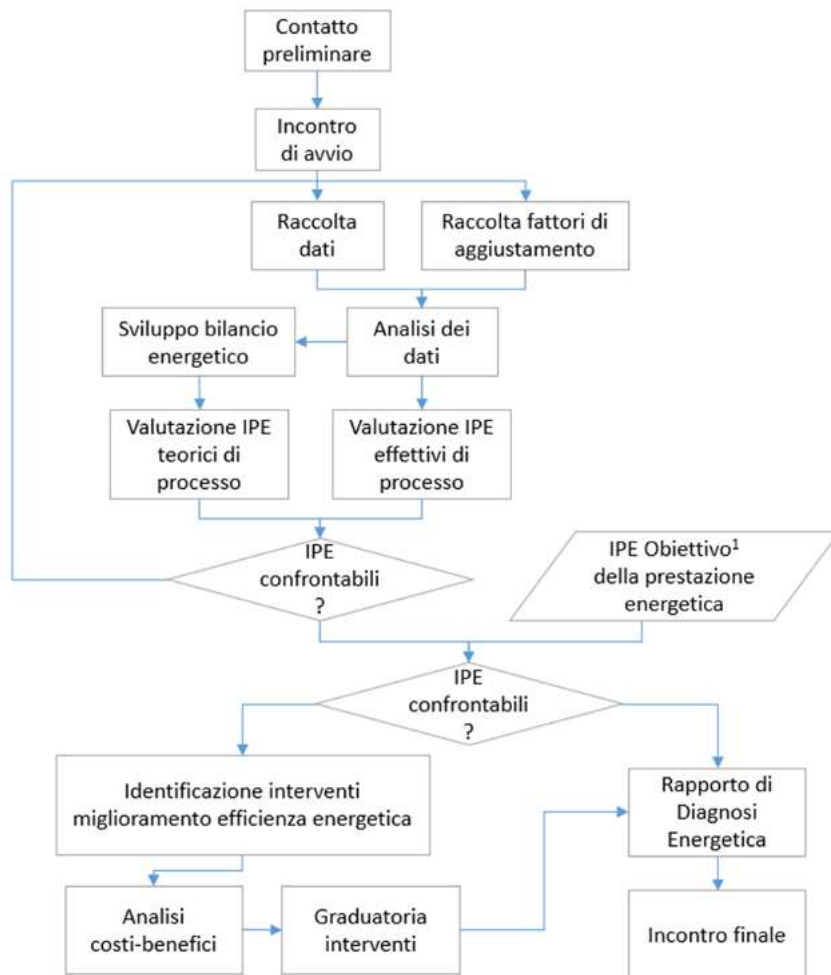 Contatto
preliminare
Incontro
di avvio
Raccolta
dati
Raccolta fattori di
aggiustamento
Sviluppo bilancio
energetico
Analisi dei
dati
Valutazione IPE
teorici di
processo
Valutazione IPE
effettivi di
processo
IPE
confrontabili
?
IPE Obiettivo¹
della prestazione
energetica
IPE
confrontabili
?
Identificazione interventi
miglioramento efficienza energetica
Rapporto di
Diagnosi
Energetica
Analisi
costi-benefici
Graduatoria
interventi
Incontro finale